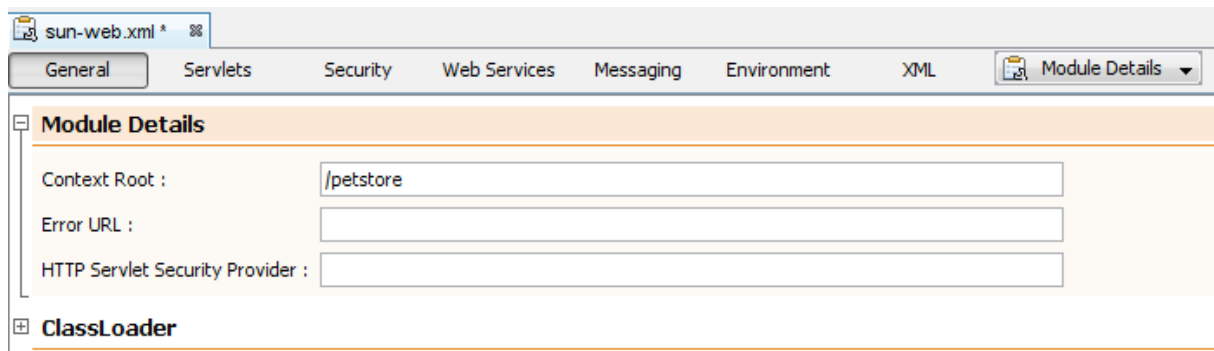 sun-web.xml *
General Servlets Security Web Services Messaging Environment XML Module Details
Module Details
Context Root : /petstore
Error URL :
HTTP Servlet Security Provider :
ClassLoader